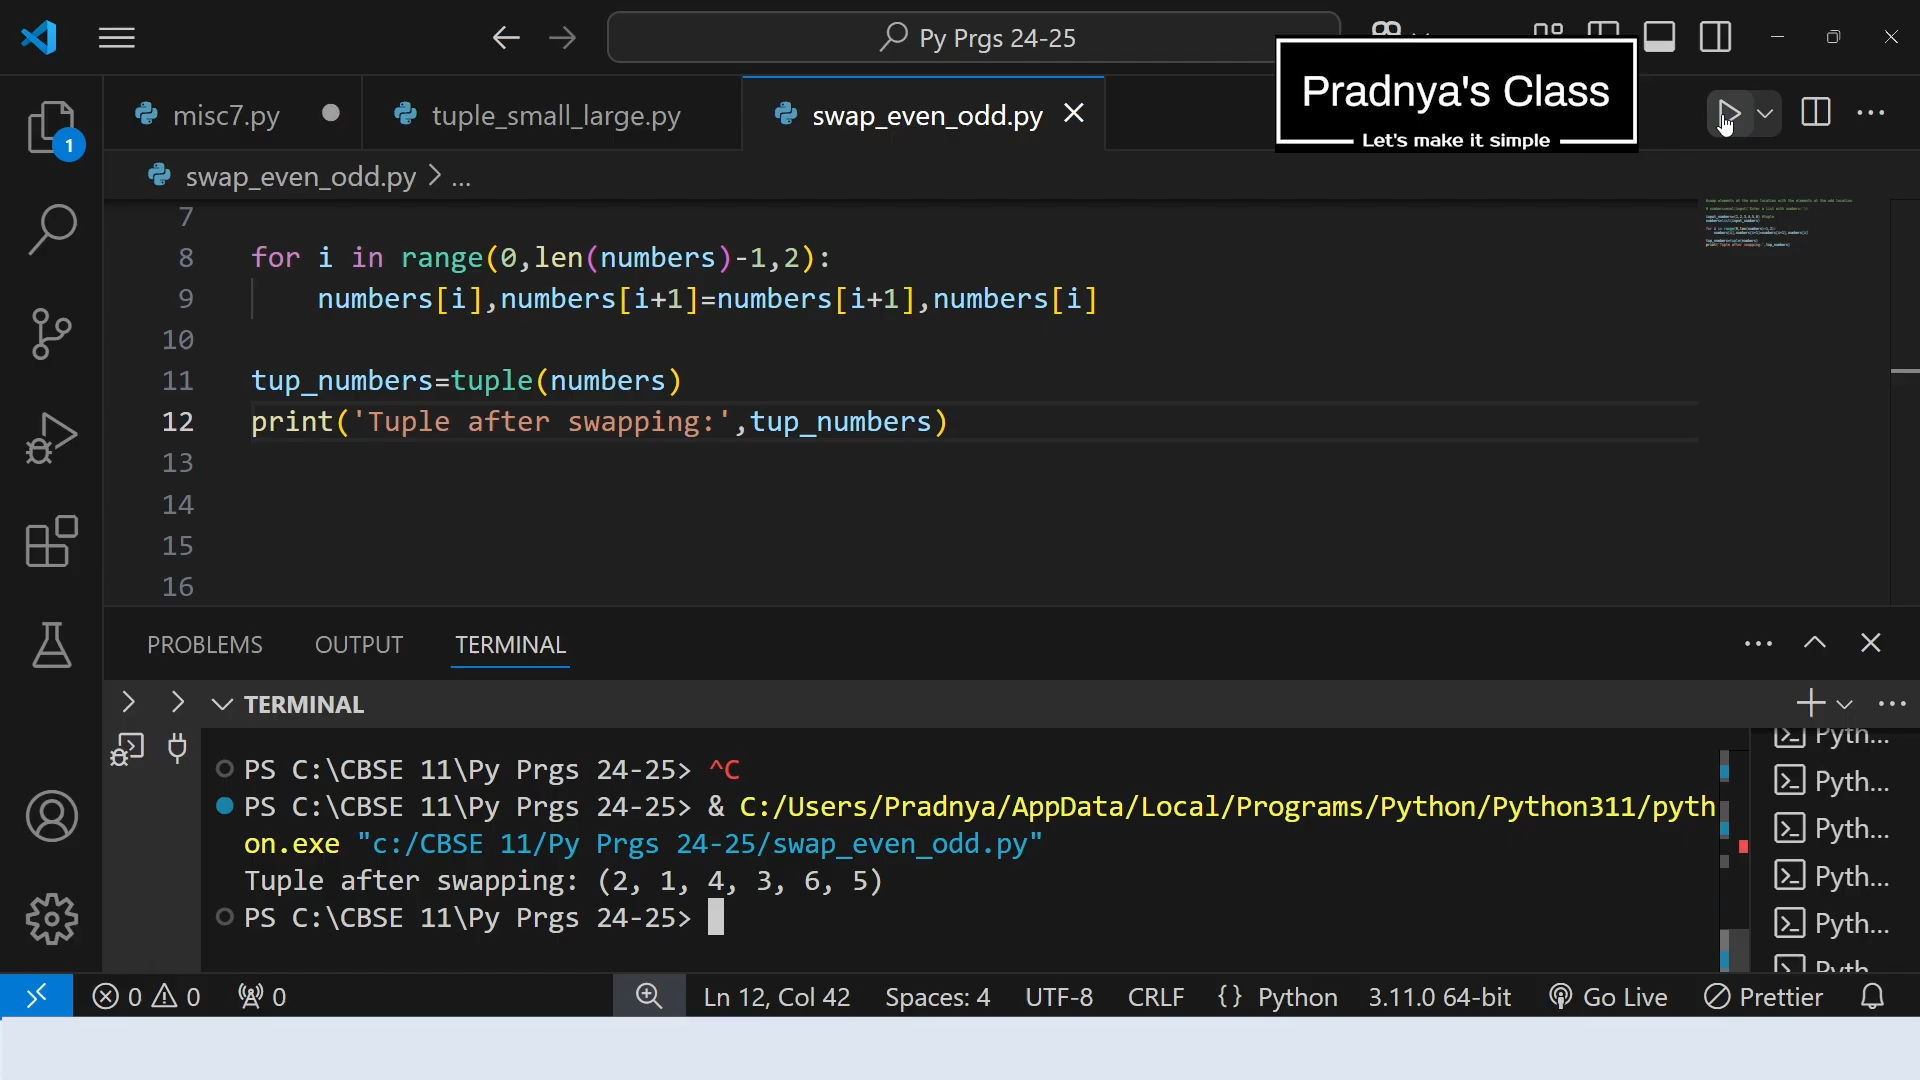 Py Prgs 24-25
Pradnya's Class
Let's make it simple
misc7.py
tuple_small_large.py
swap_even_odd.py
swap_even_odd.py > ...
7
8 for i in range(0,len(numbers)-1,2):
9 numbers[i],numbers[i+1]=numbers[i+1],numbers[i]
10
11 tup_numbers=tuple(numbers)
12 print('Tuple after swapping:',tup_numbers)
13
14
15
16
1
PROBLEMS OUTPUT TERMINAL
TERMINAL
PS C:\CBSE 11\Py Prgs 24-25> ^C
PS C:\CBSE 11\Py Prgs 24-25> & C:/Users/Pradnya/AppData/Local/Programs/Python/Python311/pyth
on.exe "c:/CBSE 11/Py Prgs 24-25/swap_even_odd.py"
Tuple after swapping: (2, 1, 4, 3, 6, 5)
PS C:\CBSE 11\Py Prgs 24-25>
Pyth...
Pyth...
Pyth...
Pyth...
Pyth...
0 0 0 Ln 12, Col 42 Spaces: 4 UTF-8 CRLF {} Python 3.11.0 64-bit Go Live Prettier